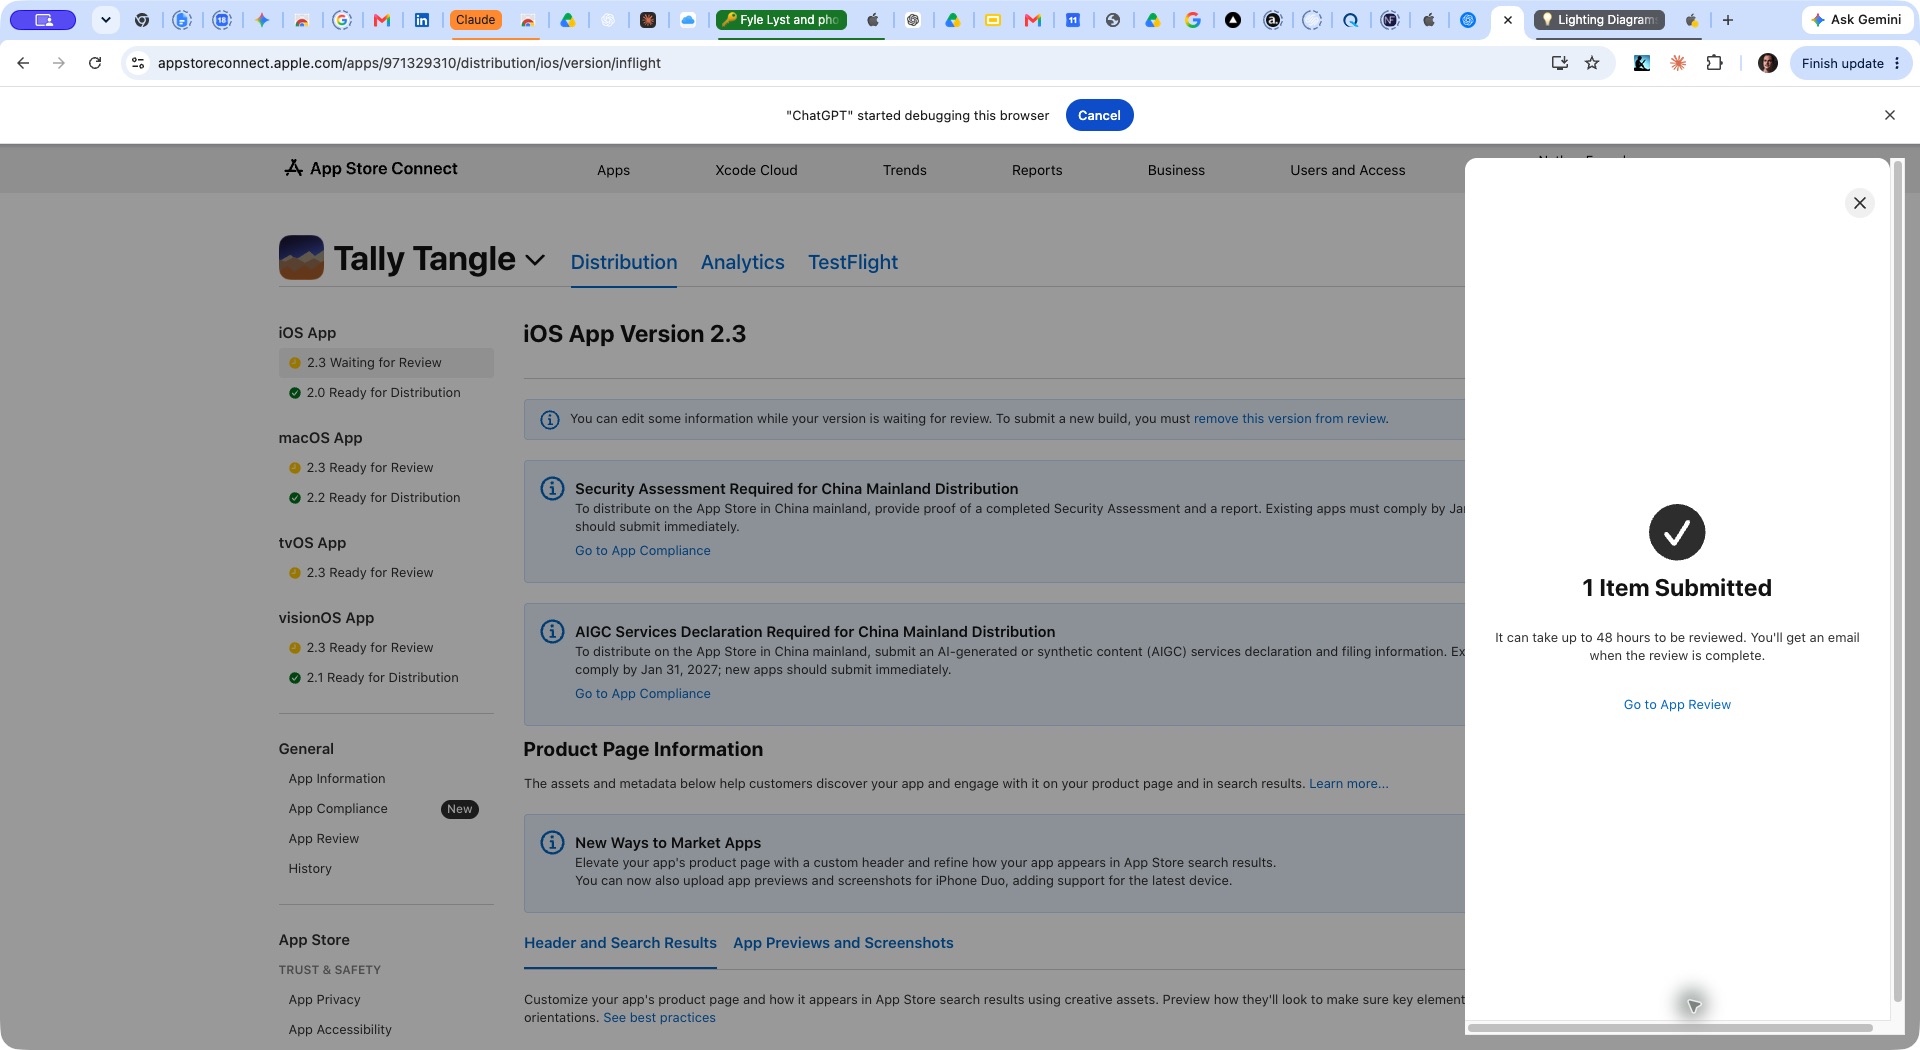 Claude
Fyle Lyst and pho
Lighting Diagram
Ask Gemini
appstoreconnect.apple.com/apps/971329310/distribution/ios/version/inflight
Finish update
"ChatGPT" started debugging this browser
Cancel
App Store Connect
Apps
Xcode Cloud
Trends
Reports
Business
Users and Access
Tally Tangle
Distribution
Analytics
TestFlight
iOS App
2.3 Waiting for Review
2.0 Ready for Distribution
macOS App
2.3 Ready for Review
2.2 Ready for Distribution
tvOS App
2.3 Ready for Review
visionOS App
2.3 Ready for Review
2.1 Ready for Distribution
General
App Information
App Compliance
New
App Review
History
App Store
TRUST & SAFETY
App Privacy
App Accessibility
iOS App Version 2.3
You can edit some information while your version is waiting for review. To submit a new build, you must remove this version from review.
Security Assessment Required for China Mainland Distribution
To distribute on the App Store in China mainland, provide proof of a completed Security Assessment and a report. Existing apps must comply by Jan
should submit immediately.
Go to App Compliance
AIGC Services Declaration Required for China Mainland Distribution
To distribute on the App Store in China mainland, submit an AI-generated or synthetic content (AIGC) services declaration and filing information. Ex
comply by Jan 31, 2027; new apps should submit immediately.
Go to App Compliance
Product Page Information
The assets and metadata below help customers discover your app and engage with it on your product page and in search results. Learn more...
New Ways to Market Apps
Elevate your app's product page with a custom header and refine how your app appears in App Store search results.
You can now also upload app previews and screenshots for iPhone Duo, adding support for the latest device.
Header and Search Results
App Previews and Screenshots
Customize your app's product page and how it appears in App Store search results using creative assets. Preview how they'll look to make sure key element
orientations. See best practices
1 Item Submitted
It can take up to 48 hours to be reviewed. You'll get an email
when the review is complete.
Go to App Review